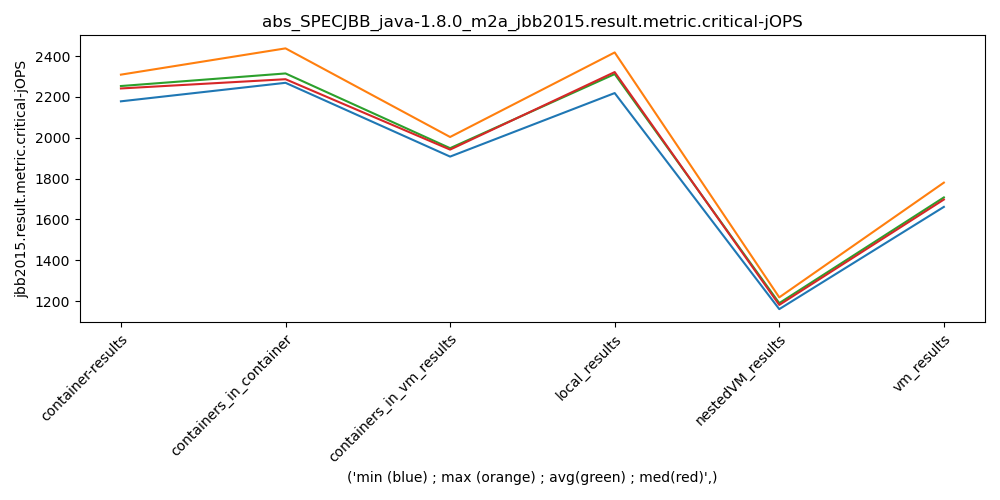 abs_SPECJBB_java-1.8.0_m2a_jbb2015.result.metric.critical-jOPS
jbb2015.result.metric.critical-jOPS
2400
2200
2000
1800
1600
1400
1200
container-results
containers_in_container
containers_in_vm_results
local_results
nestedVM_results
vm_results
('min (blue) ; max (orange) ; avg(green) ; med(red)',)